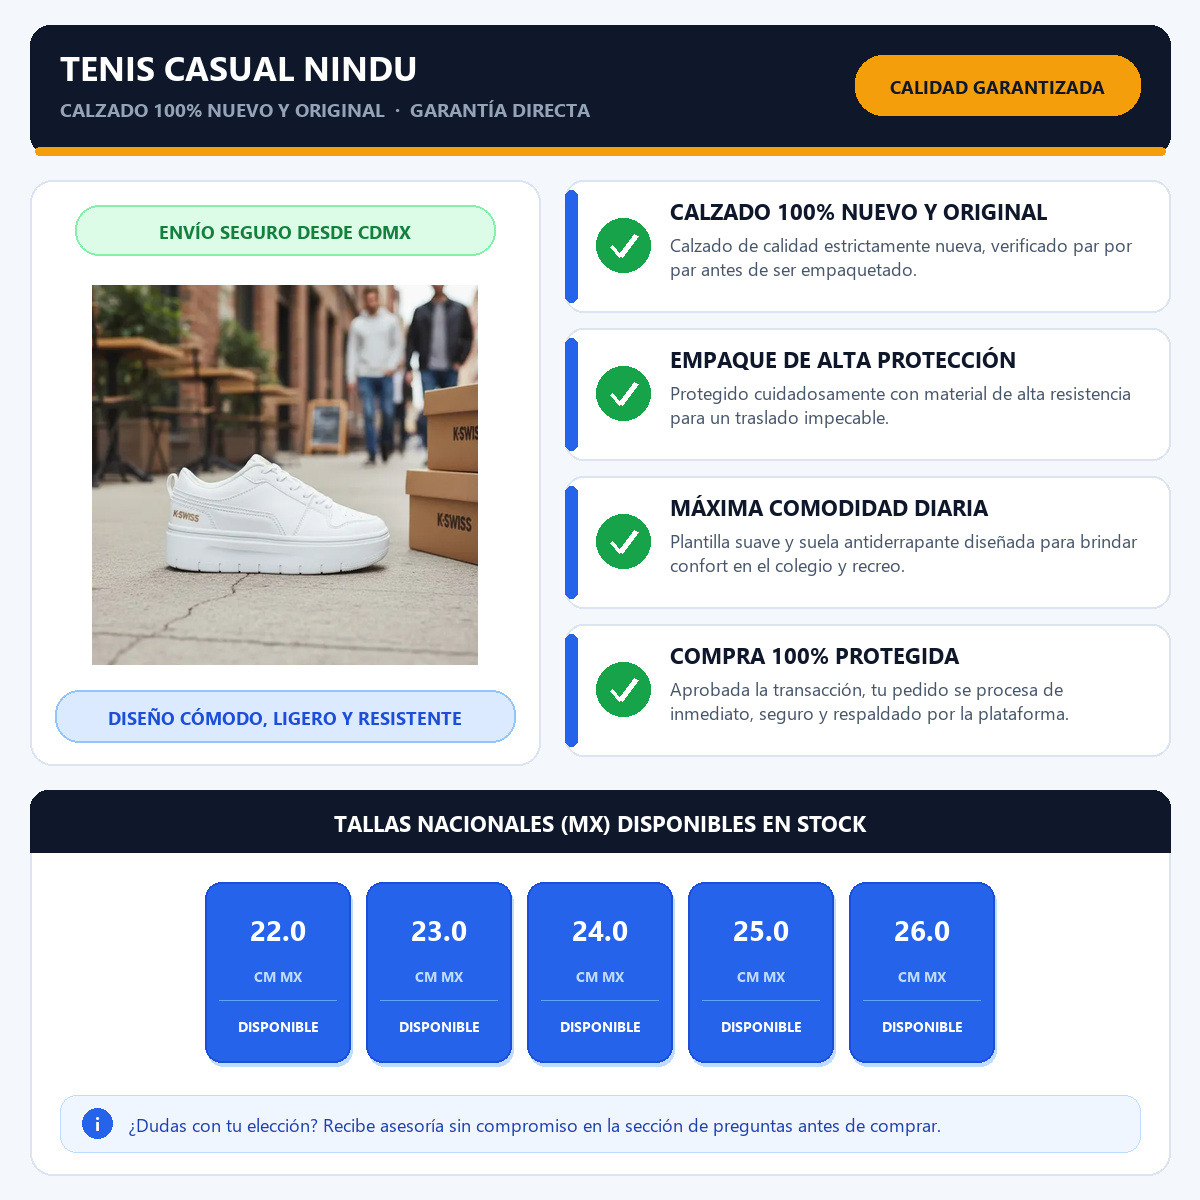 TENIS CASUAL NINDU
CALZADO 100% NUEVO Y ORIGINAL · GARANTÍA DIRECTA
CALIDAD GARANTIZADA
ENVÍO SEGURO DESDE CDMX
K-SWIS
K-SWISS
K-SWISS
DISEÑO CÓMODO, LIGERO Y RESISTENTE
CALZADO 100% NUEVO Y ORIGINAL
Calzado de calidad estrictamente nueva, verificado par por
par antes de ser empaquetado.
EMPAQUE DE ALTA PROTECCIÓN
Protegido cuidadosamente con material de alta resistencia
para un traslado impecable.
MÁXIMA COMODIDAD DIARIA
Plantilla suave y suela antiderrapante diseñada para brindar
confort en el colegio y recreo.
COMPRA 100% PROTEGIDA
Aprobada la transacción, tu pedido se procesa de
inmediato, seguro y respaldado por la plataforma.
TALLAS NACIONALES (MX) DISPONIBLES EN STOCK
22.0
CM MX
DISPONIBLE
23.0
CM MX
DISPONIBLE
24.0
CM MX
DISPONIBLE
25.0
CM MX
DISPONIBLE
26.0
CM MX
DISPONIBLE
i
¿Dudas con tu elección? Recibe asesoría sin compromiso en la sección de preguntas antes de comprar.